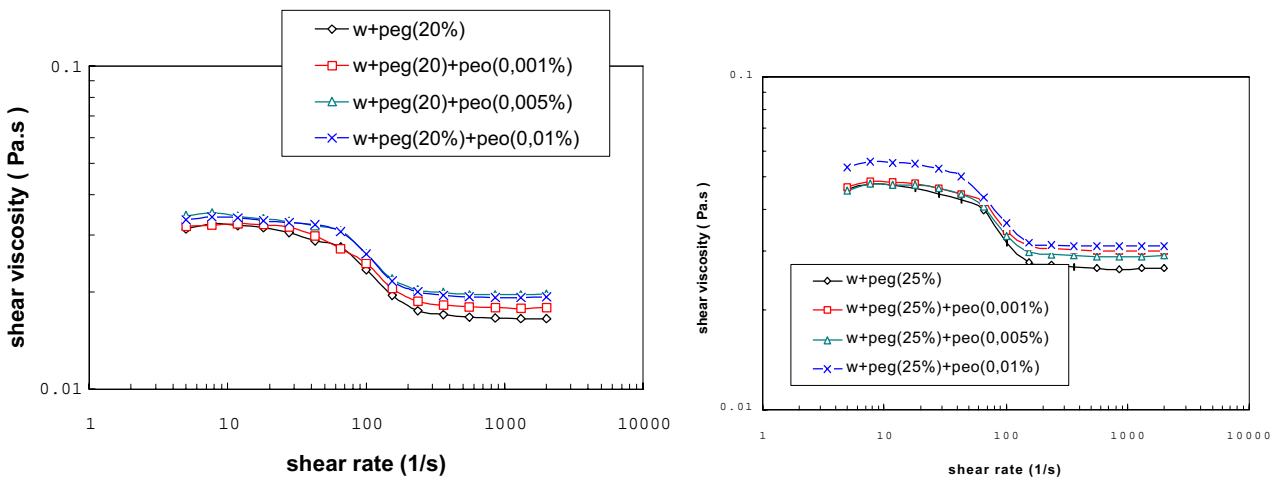 w+peg(20%)
w+peg(20)+peo(0,001%)
w+peg(20)+peo(0,005%)
w+peg(20%)+peo(0,01%)
0.1
0.01
shear viscosity ( Pa.s )
1
10
100
1000
10000
shear rate (1/s)
0.1
0.01
shear viscosity ( Pa.s)
w+peg(25%)
w+peg(25%)+peo(0,001%)
w+peg(25%)+peo(0,005%)
w+peg(25%)+peo(0,01%)
1
10
100
1000
10000
shear rate (1/s)